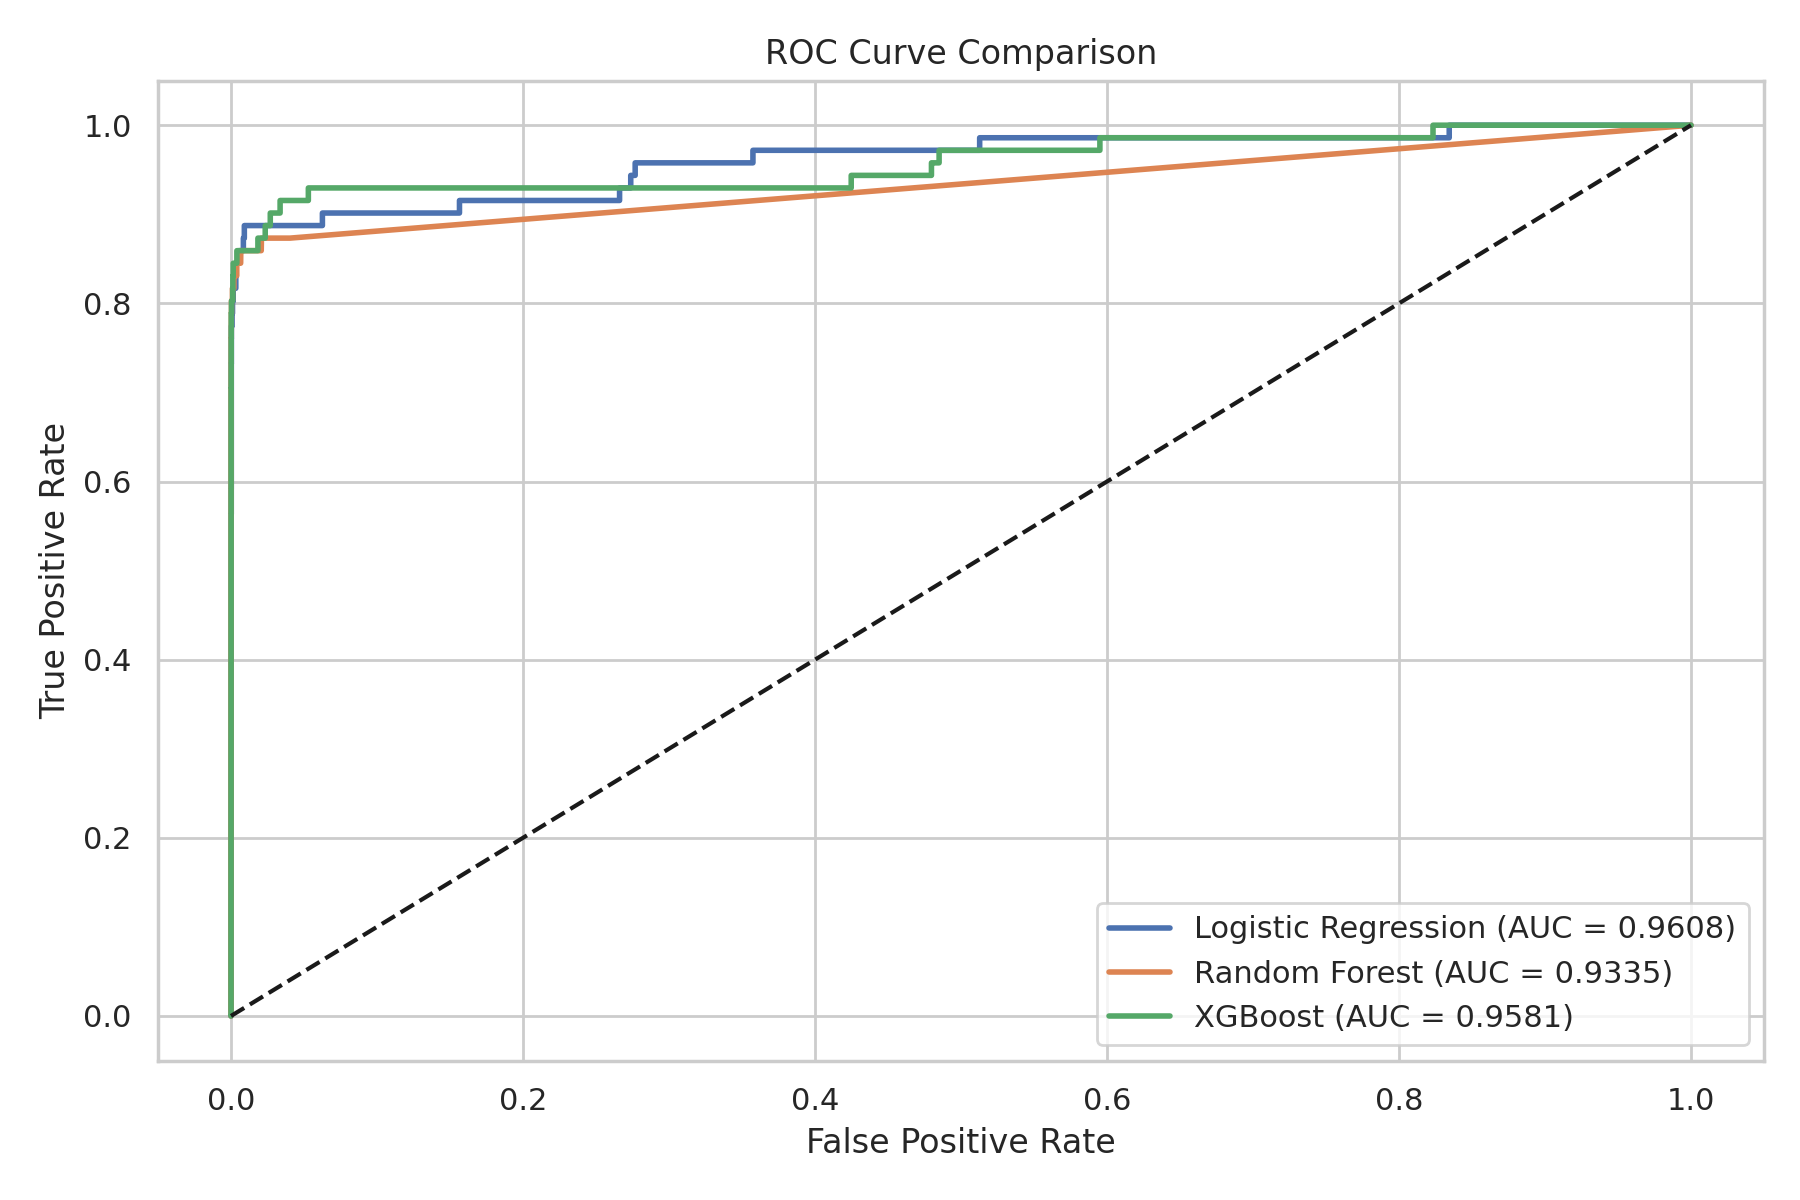 ROC Curve Comparison
True Positive Rate
1.0
0.8
0.6
0.4
0.2
0.0
Logistic Regression (AUC = 0.9608)
Random Forest (AUC = 0.9335)
XGBoost (AUC = 0.9581)
0.0 0.2 0.4 0.6 0.8 1.0
False Positive Rate